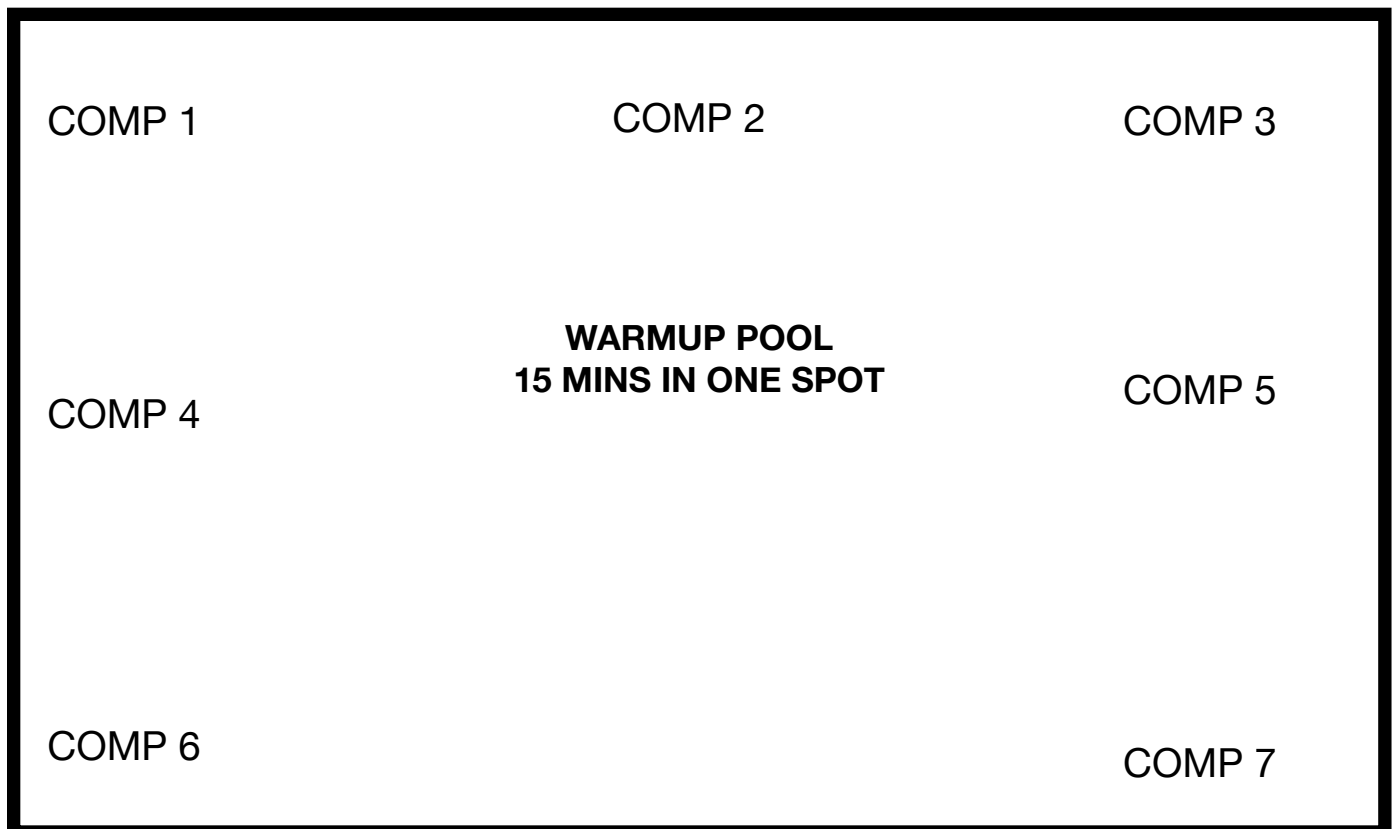 COMP 1
COMP 2
COMP 3
WARMUP POOL
15 MINS IN ONE SPOT
COMP 4
COMP 5
COMP 6
COMP 7